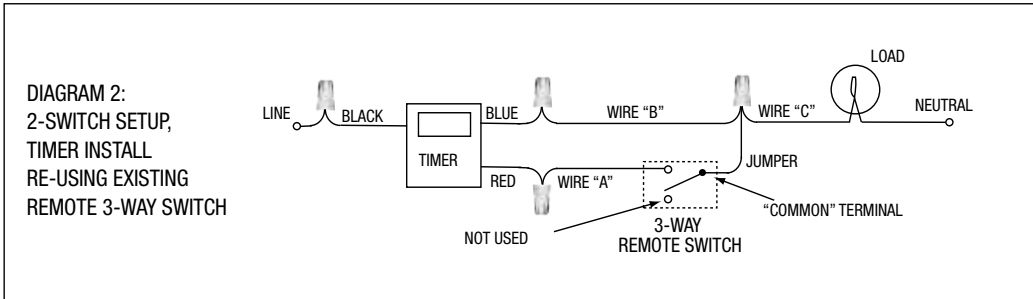 DIAGRAM 2:
2-SWITCH SETUP,
TIMER INSTALL
RE-USING EXISTING
REMOTE 3-WAY SWITCH
LINE
BLACK
TIMER
BLUE
RED
WIRE “B”
WIRE “A”
WIRE “C”
LOAD
NEUTRAL
JUMPER
“COMMON” TERMINAL
3-WAY
REMOTE SWITCH
NOT USED